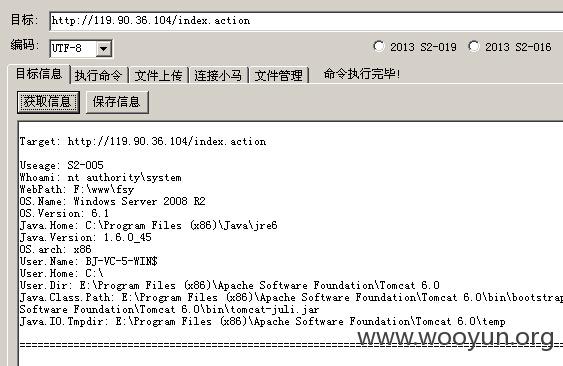 目标: http://119.90.36.104/index.action
编码: UTF-8 2013 S2-019 2013 S2-016
目标信息 执行命令 文件上传 连接小马 文件管理 命令执行完毕!
获取信息 保存信息
Target: http://119.90.36.104/index.action
Useage: S2-005
Whoami: nt authority\system
WebPath: F:\www\fsy
OS.Name: Windows Server 2008 R2
OS.Version: 6.1
Java.Home: C:\Program Files (x86)\Java\jre6
Java.Version: 1.6.0_45
OS.arch: x86
User.Name: BJ-VC-5-WIN$
User.Home: C:\
User.Dir: E:\Program Files (x86)\Apache Software Foundation\Tomcat 6.0
Java.Class.Path: E:\Program Files (x86)\Apache Software Foundation\Tomcat 6.0\bin\bootstrap
Software Foundation\Tomcat 6.0\bin\tomcat-juli.jar
Java.IO.Tmpdir: E:\Program Files (x86)\Apache Software Foundation\Tomcat 6.0\temp
www.wooyun.org